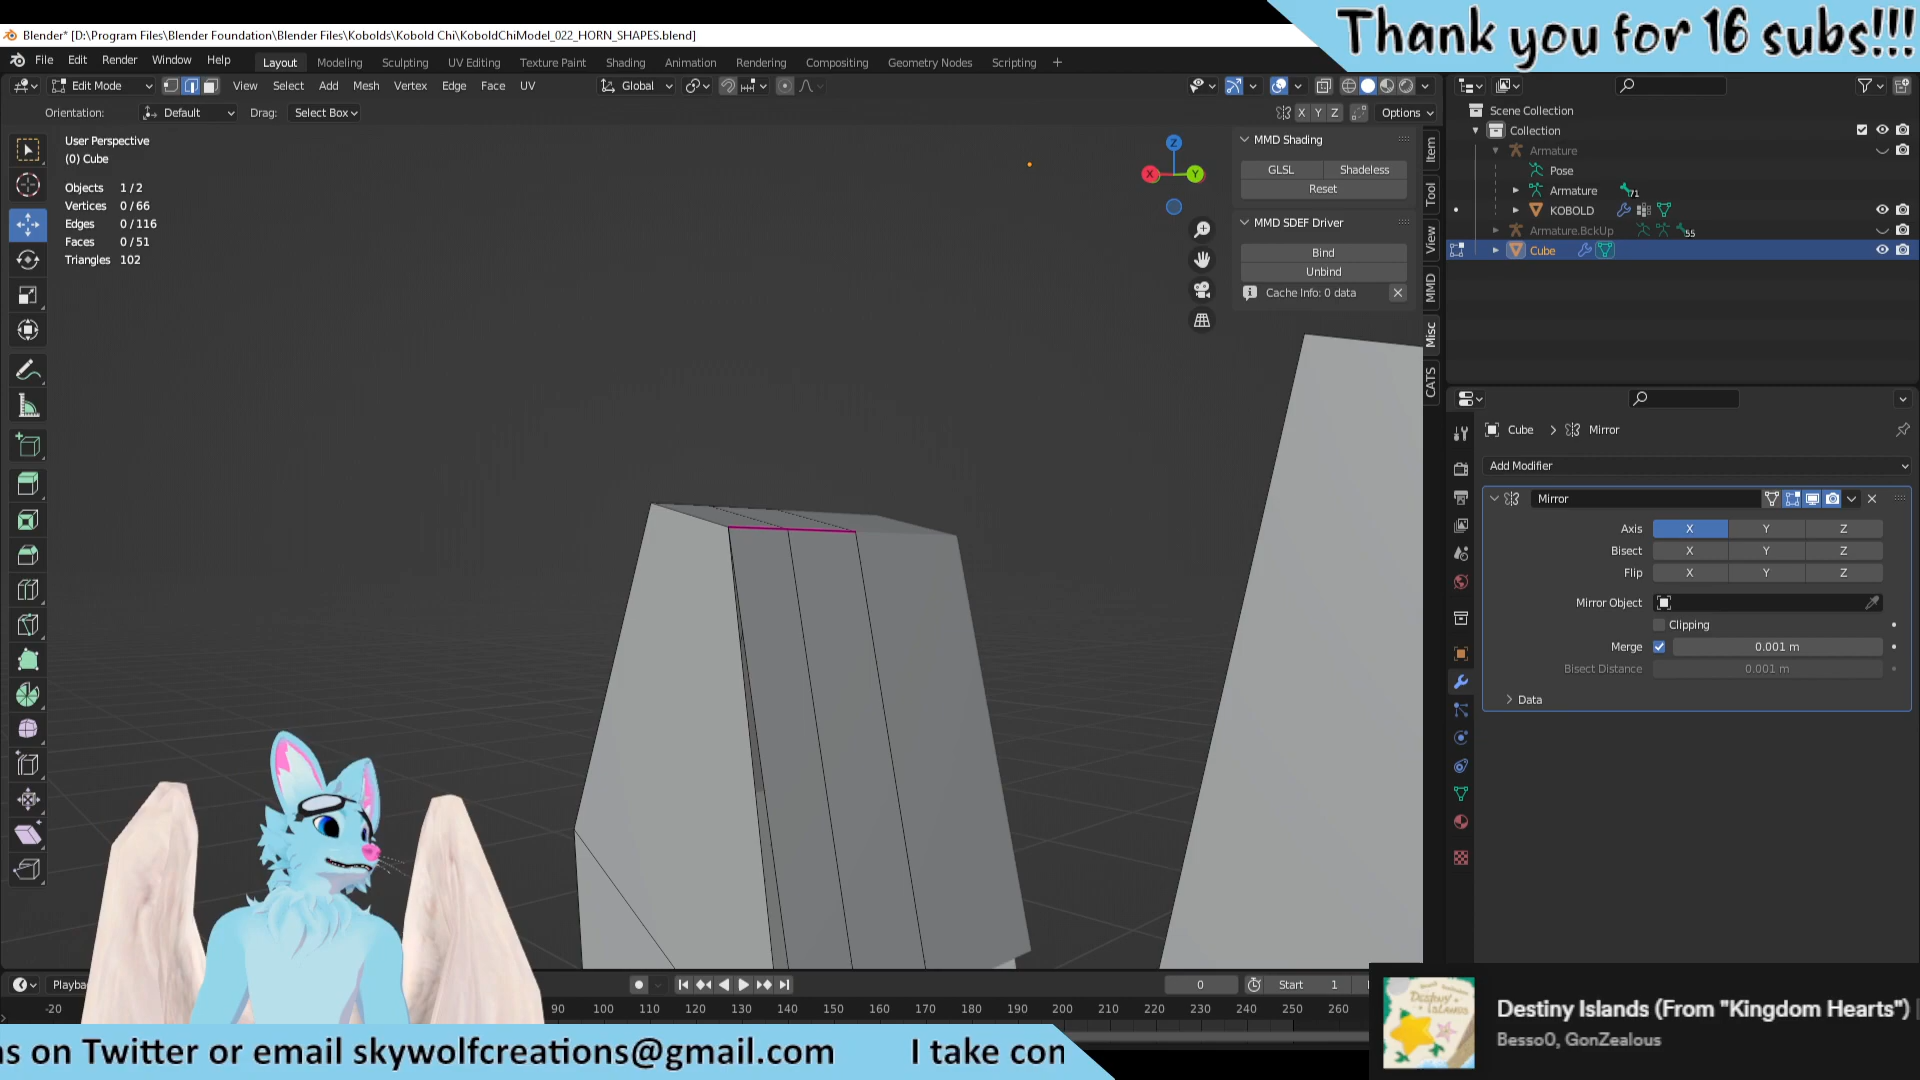 Thank you for 16 subs!!!
Blender* [D:\Program Files\Blender Foundation\Blender Files\Kobolds\Kobold Chi\KoboldChiModel_022_HORN_SHAPES.blend]
File Edit Render Window Help Layout Modeling Sculpting UV Editing Texture Paint Shading Animation Rendering Compositing Geometry Nodes Scripting +
Edit Mode View Select Add Mesh Vertex Edge Face UV Global
Orientation: Default Drag: Select Box X Y Z Options
User Perspective
(0) Cube
Objects 1 / 2
Vertices 0 / 66
Edges 0 / 116
Faces 0 / 51
Triangles 102
Z
X
Y
MMD Shading
GLSL Shadeless
Reset
MMD SDEF Driver
Bind
Unbind
Cache Info: 0 data
Item
Tool
View
MMD
Misc
CATS
Scene Collection
Collection
Armature
Pose
Armature 71
KOBOLD
Armature.BckUp 55
Cube
Cube > Mirror
Add Modifier
Mirror
Axis X Y Z
Bisect X Y Z
Flip X Y Z
Mirror Object
Clipping
Merge 0.001 m
Bisect Distance 0.001 m
Data
Playba 0 Start 1
-20 90 100 110 120 130 140 150 160 170 180 190 200 210 220 230 240 250 260
ns on Twitter or email skywolfcreations@gmail.com I take con
Destiny Islands
Destiny Islands (From "Kingdom Hearts")
Besso0, GonZealous